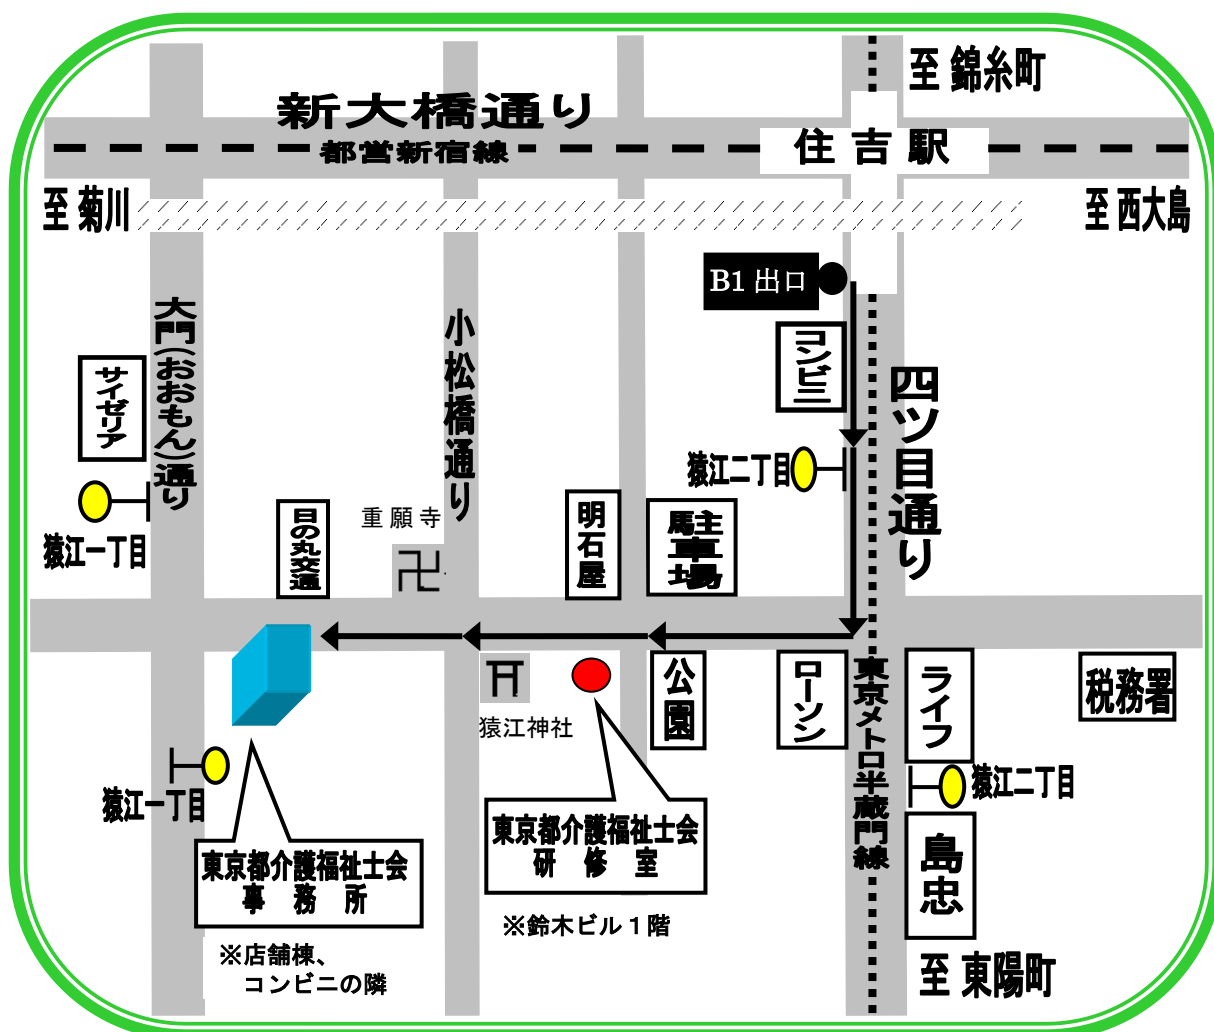 至 錦糸町
新大橋通り
都営新宿線
住吉駅
至 菊川
至 西大島
B1 出口
コンビニ
大門(おおもん)通り
小松橋通り
四ツ目通り
サイゼリア
猿江二丁目
猿江一丁目
日の丸交通
重願寺
卍
明石屋
駐車場
公園
ローソン
東京メトロ半蔵門線
ライフ
税務署
猿江神社
猿江一丁目
猿江二丁目
東京都介護福祉士会
研修室
東京都介護福祉士会
事務所
島忠
※鈴木ビル1階
※店舗棟、
コンビニの隣
至 東陽町